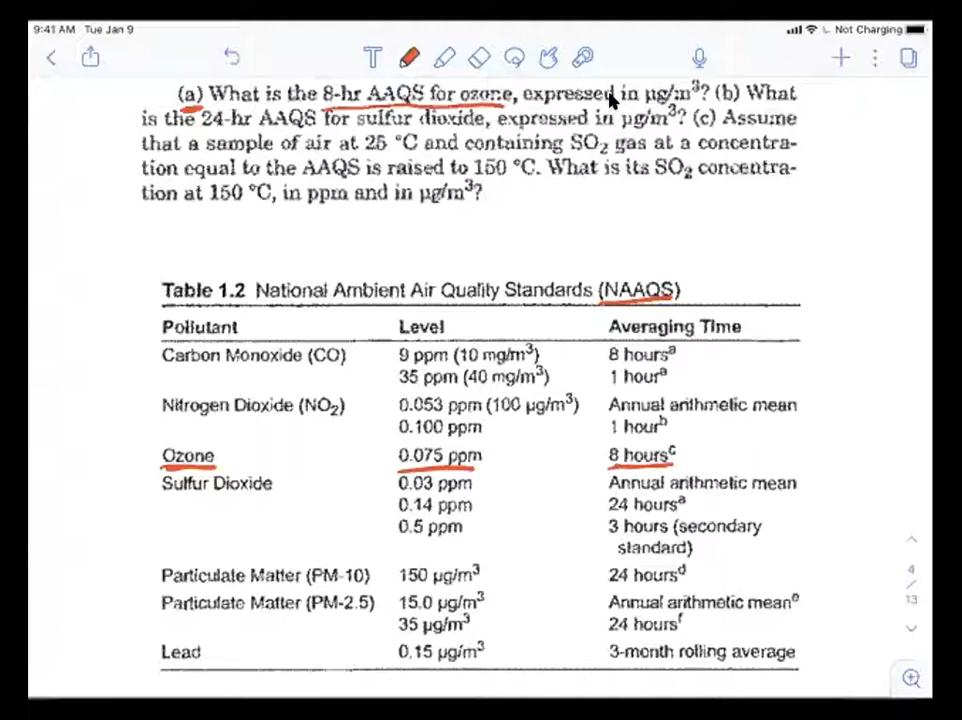 9:41 AM Tue Jan 9
Not Charging
(a) What is the 8-hr AAQS for ozone, expressed in µg/m³? (b) What
is the 24-hr AAQS for sulfur dioxide, expressed in µg/m³? (c) Assume
that a sample of air at 25 °C and containing SO₂ gas at a concentra-
tion equal to the AAQS is raised to 150 °C. What is its SO₂ concentra-
tion at 150 °C, in ppm and in µg/m³?
Table 1.2 National Ambient Air Quality Standards (NAAQS)
Pollutant Level Averaging Time
Carbon Monoxide (CO) 9 ppm (10 mg/m³) 8 hoursᵃ
35 ppm (40 mg/m³) 1 hourᵃ
Nitrogen Dioxide (NO₂) 0.053 ppm (100 µg/m³) Annual arithmetic mean
0.100 ppm 1 hourᵇ
Ozone 0.075 ppm 8 hoursᶜ
Sulfur Dioxide 0.03 ppm Annual arithmetic mean
0.14 ppm 24 hoursᵃ
0.5 ppm 3 hours (secondary
standard)
Particulate Matter (PM-10) 150 µg/m³ 24 hoursᵈ
Particulate Matter (PM-2.5) 15.0 µg/m³ Annual arithmetic meanᵉ
35 µg/m³ 24 hoursᶠ
Lead 0.15 µg/m³ 3-month rolling average
4
/
13